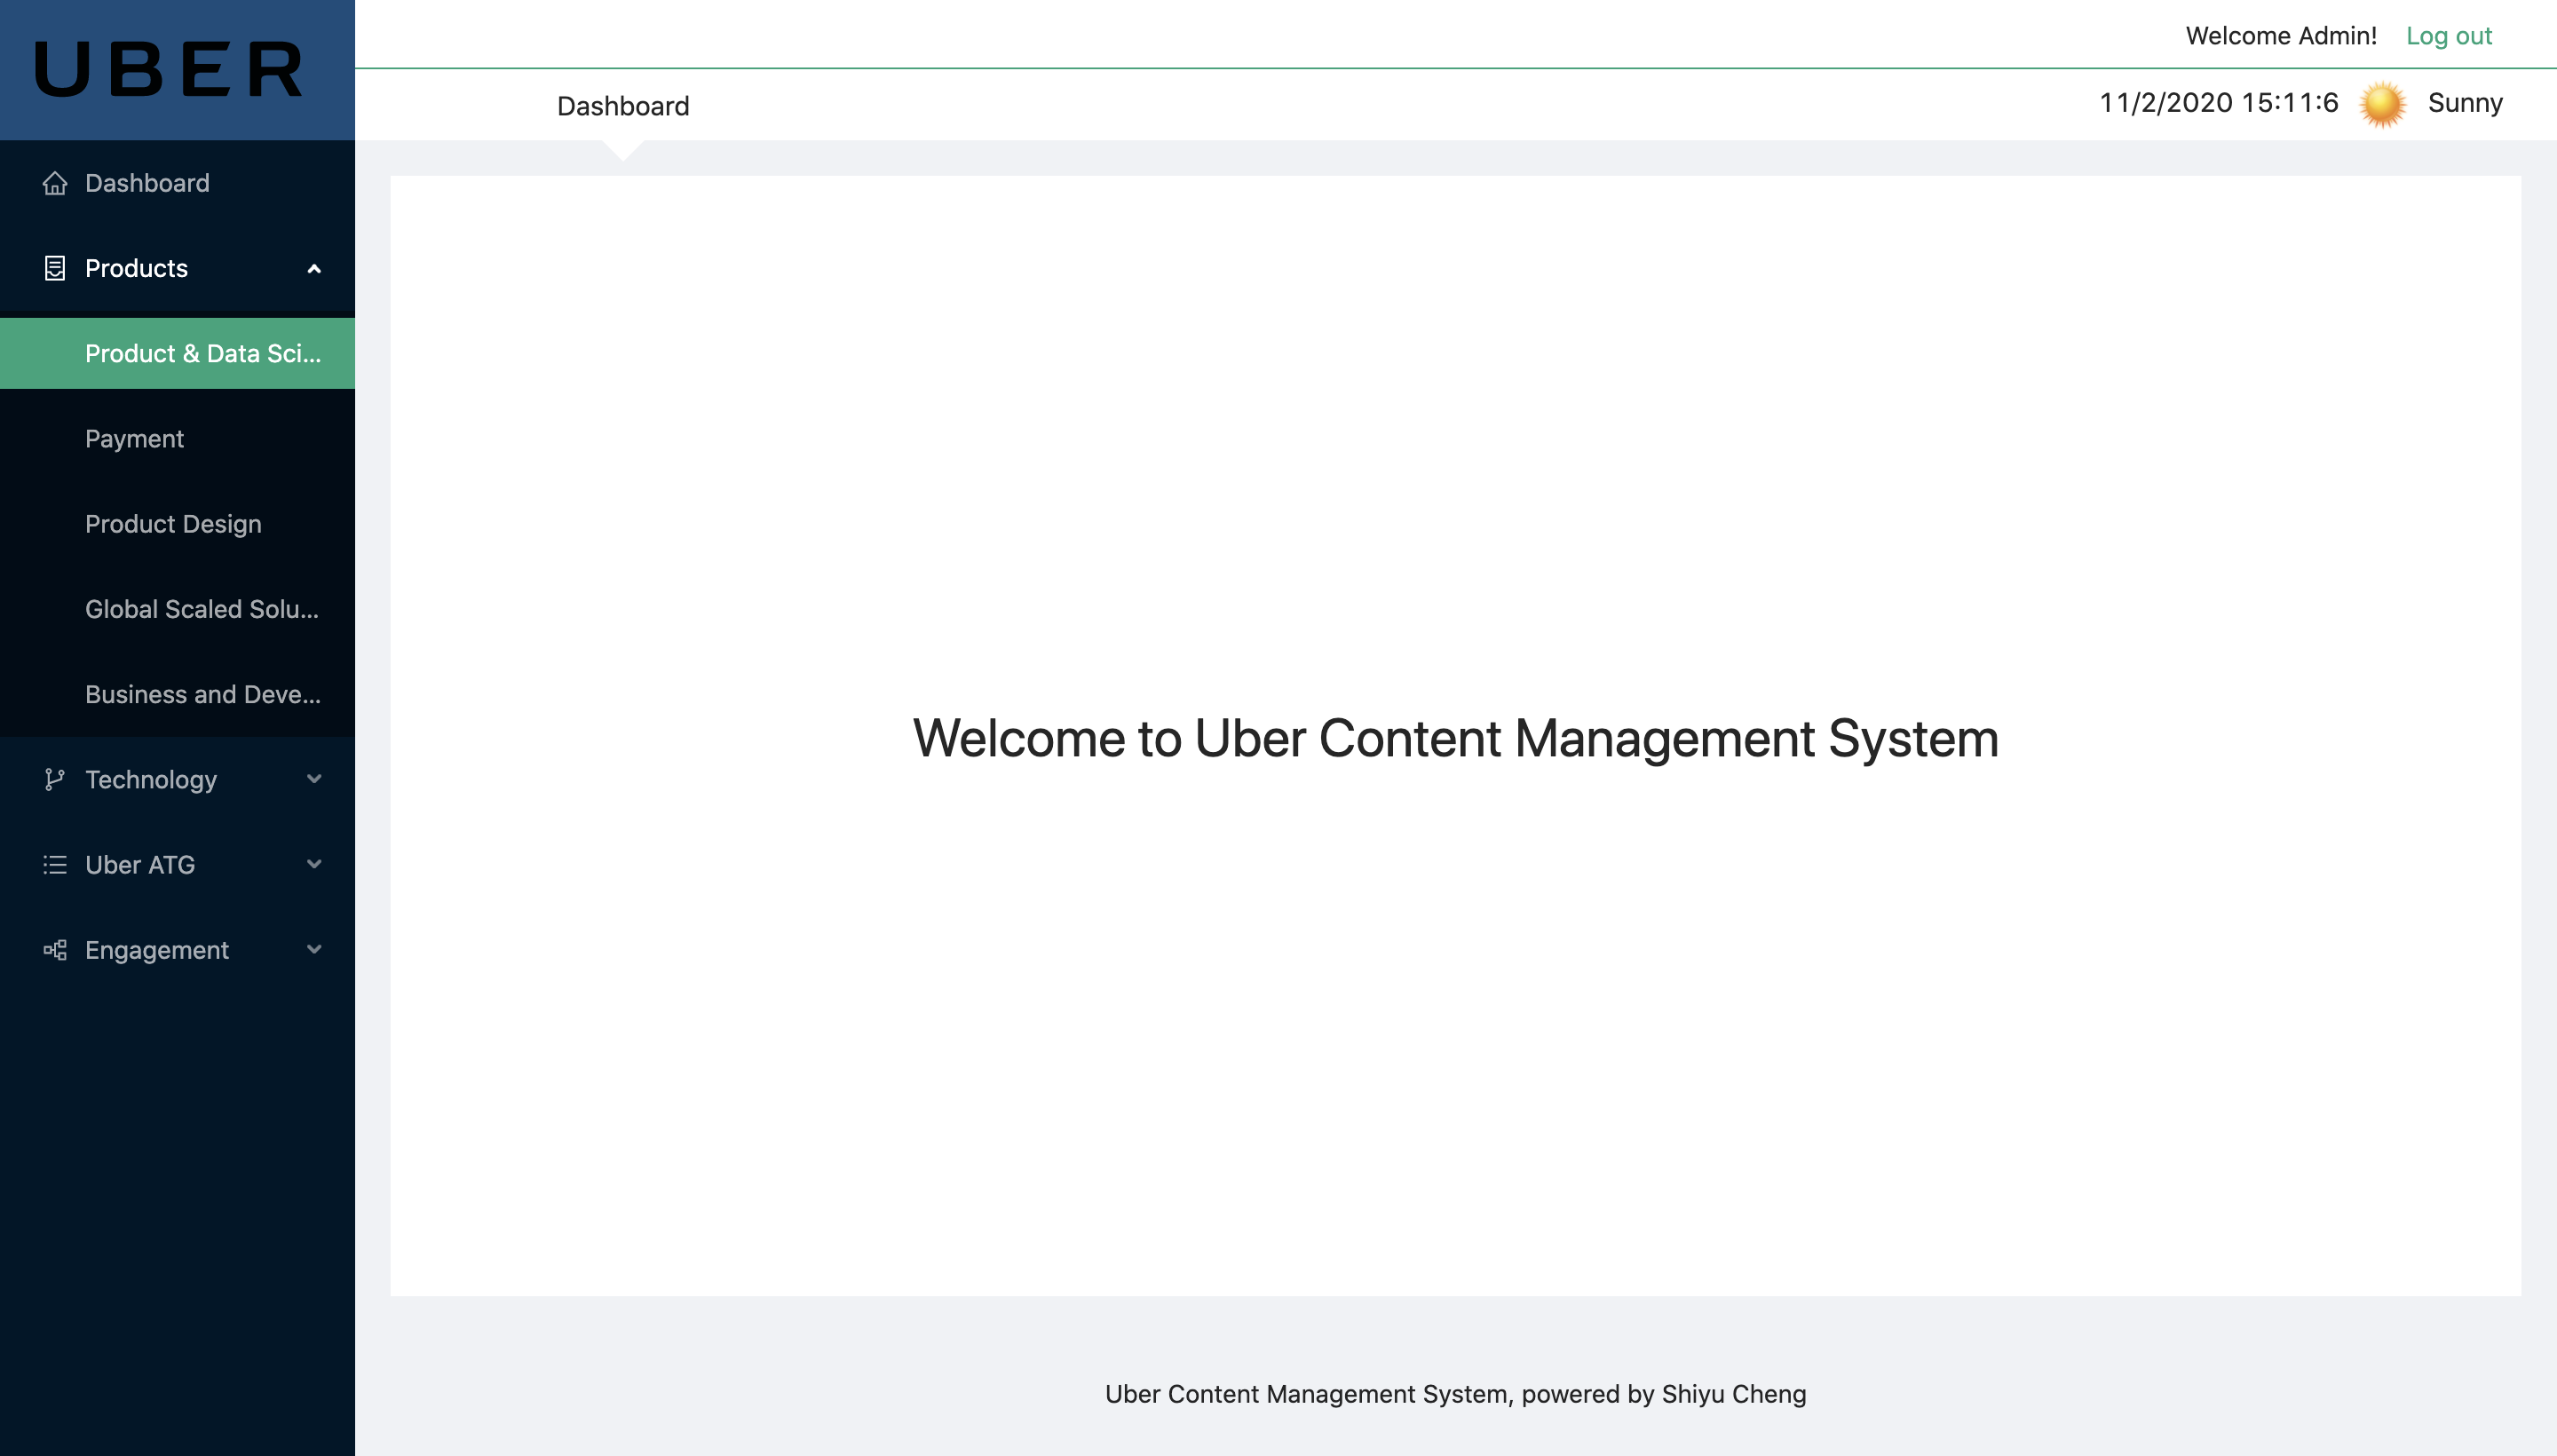 UBER
Welcome Admin! Log out
Dashboard
11/2/2020 15:11:6 Sunny
Dashboard
Products
Product & Data Sci...
Payment
Product Design
Global Scaled Solu...
Business and Deve...
Technology
Uber ATG
Engagement
Welcome to Uber Content Management System
Uber Content Management System, powered by Shiyu Cheng